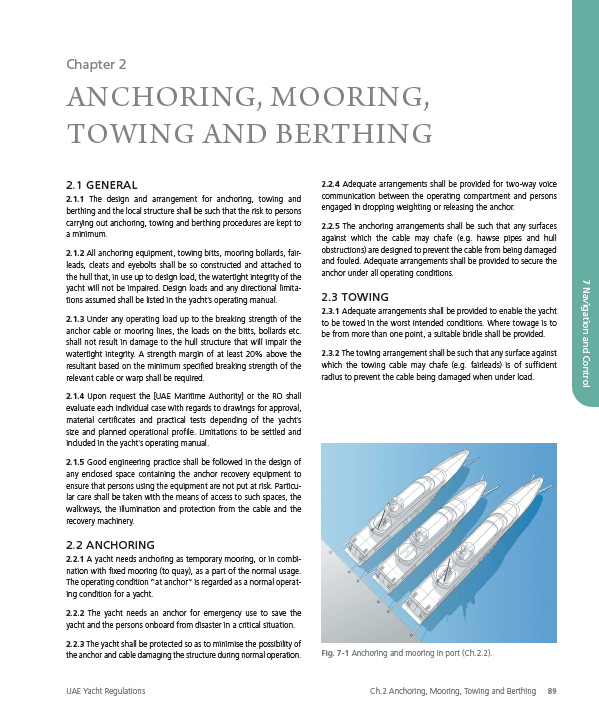 Chapter 2
ANCHORING, MOORING,
TOWING AND BERTHING
2.1 GENERAL
2.1.1 The design and arrangement for anchoring, towing and
berthing and the local structure shall be such that the risk to persons
carrying out anchoring, towing and berthing procedures are kept to
a minimum.
2.1.2 All anchoring equipment, towing bitts, mooring bollards, fair-
leads, cleats and eyebolts shall be so constructed and attached to
the hull that, in use up to design load, the watertight integrity of the
yacht will not be impaired. Design loads and any directional limita-
tions assumed shall be listed in the yacht's operating manual.
2.1.3 Under any operating load up to the breaking strength of the
anchor cable or mooring lines, the loads on the bitts, bollards etc.
shall not result in damage to the hull structure that will impair the
watertight integrity. A strength margin of at least 20% above the
resultant based on the minimum specified breaking strength of the
relevant cable or warp shall be required.
2.1.4 Upon request the [UAE Maritime Authority] or the RO shall
evaluate each individual case with regards to drawings for approval,
material certificates and practical tests depending of the yacht's
size and planned operational profile. Limitations to be settled and
included in the yacht's operating manual.
2.1.5 Good engineering practice shall be followed in the design of
any enclosed space containing the anchor recovery equipment to
ensure that persons using the equipment are not put at risk. Particu-
lar care shall be taken with the means of access to such spaces, the
walkways, the illumination and protection from the cable and the
recovery machinery.
2.2 ANCHORING
2.2.1 A yacht needs anchoring as temporary mooring, or in combi-
nation with fixed mooring (to quay), as a part of the normal usage.
The operating condition "at anchor" is regarded as a normal operat-
ing condition for a yacht.
2.2.2 The yacht needs an anchor for emergency use to save the
yacht and the persons onboard from disaster in a critical situation.
2.2.3 The yacht shall be protected so as to minimise the possibility of
the anchor and cable damaging the structure during normal operation.
2.2.4 Adequate arrangements shall be provided for two-way voice
communication between the operating compartment and persons
engaged in dropping weighting or releasing the anchor.
2.2.5 The anchoring arrangements shall be such that any surfaces
against which the cable may chafe (e.g. hawse pipes and hull
obstructions) are designed to prevent the cable from being damaged
and fouled. Adequate arrangements shall be provided to secure the
anchor under all operating conditions.
2.3 TOWING
2.3.1 Adequate arrangements shall be provided to enable the yacht
to be towed in the worst intended conditions. Where towage is to
be from more than one point, a suitable bridle shall be provided.
2.3.2 The towing arrangement shall be such that any surface against
which the towing cable may chafe (e.g. fairleads) is of sufficient
radius to prevent the cable being damaged when under load.
Fig. 7-1 Anchoring and mooring in port (Ch.2.2).
7 Navigation and Control
UAE Yacht Regulations
Ch.2 Anchoring, Mooring, Towing and Berthing 89